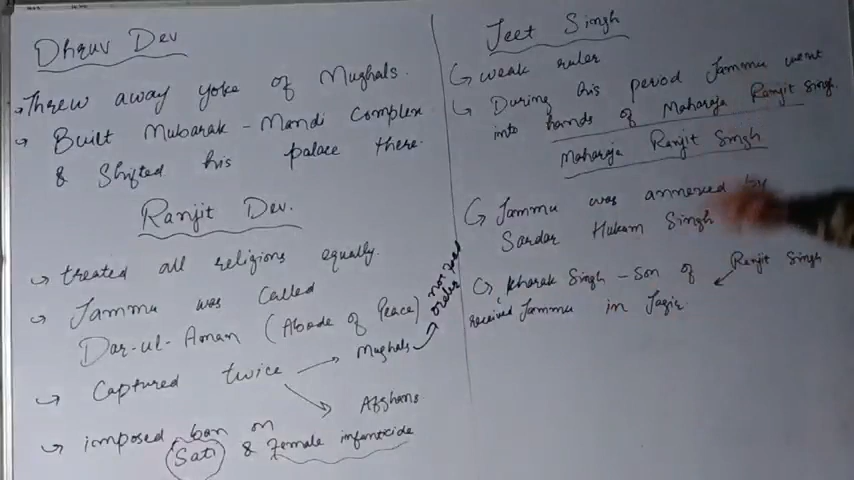 Dhruv Dev
Threw away yoke of Mughals.
Built Mubarak - Mandi Complex
& Shifted his palace there.
Ranjit Dev.
treated all religions equally.
Jammu was called
Dar-ul-Aman (Abode of Peace)
Captured twice
Mughals
not
order
Afghans
imposed ban on
Sati & Female infanticide
Jeet Singh
weak ruler
During his period Jammu went
into hands of Maharaja Ranjit Singh.
Maharaja Ranjit Singh
Jammu was annexed by
Sardar Hukam Singh
Kharak Singh - Son of Ranjit Singh
received Jammu in Jagir.